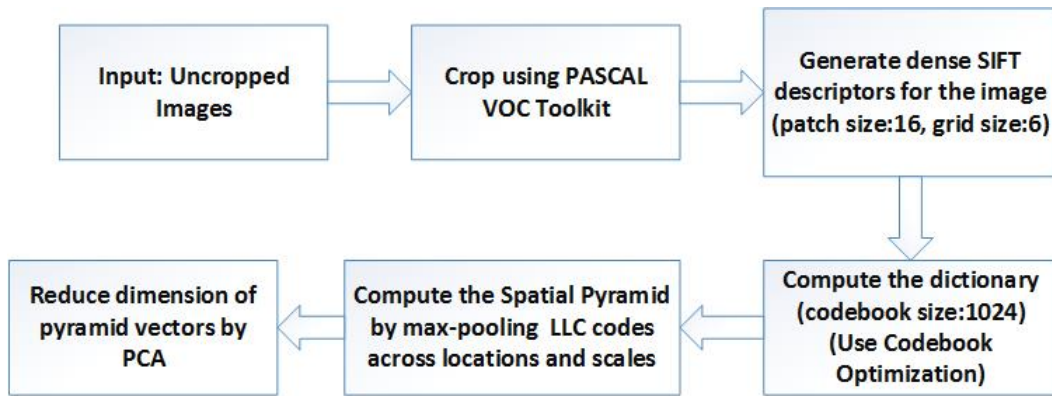 Input: Uncropped
Images
Crop using PASCAL
VOC Toolkit
Generate dense SIFT
descriptors for the image
(patch size:16, grid size:6)
Compute the dictionary
(codebook size:1024)
(Use Codebook
Optimization)
Compute the Spatial Pyramid
by max-pooling LLC codes
across locations and scales
Reduce dimension of
pyramid vectors by
PCA